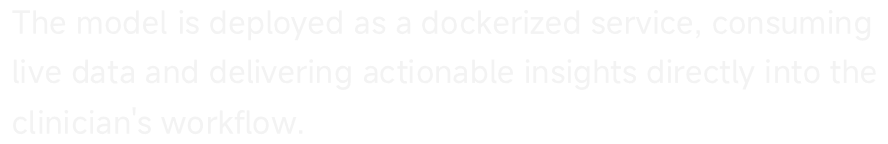 The model is deployed as a dockerized service, consuming
live data and delivering actionable insights directly into the
clinician's workflow.